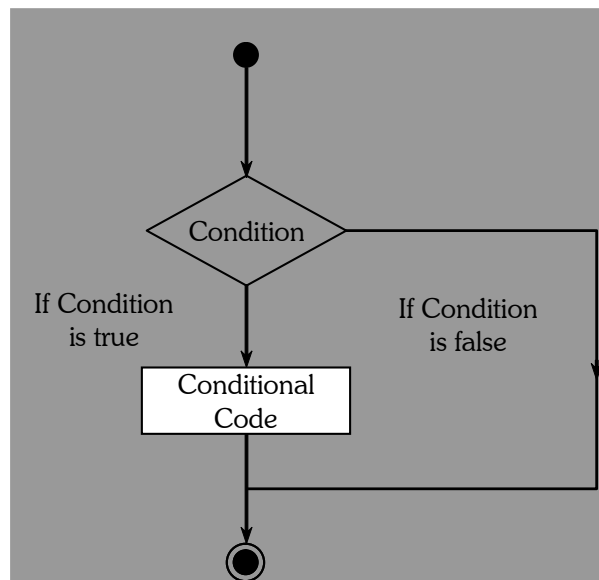 Condition
If Condition
is true
If Condition
is false
Conditional
Code